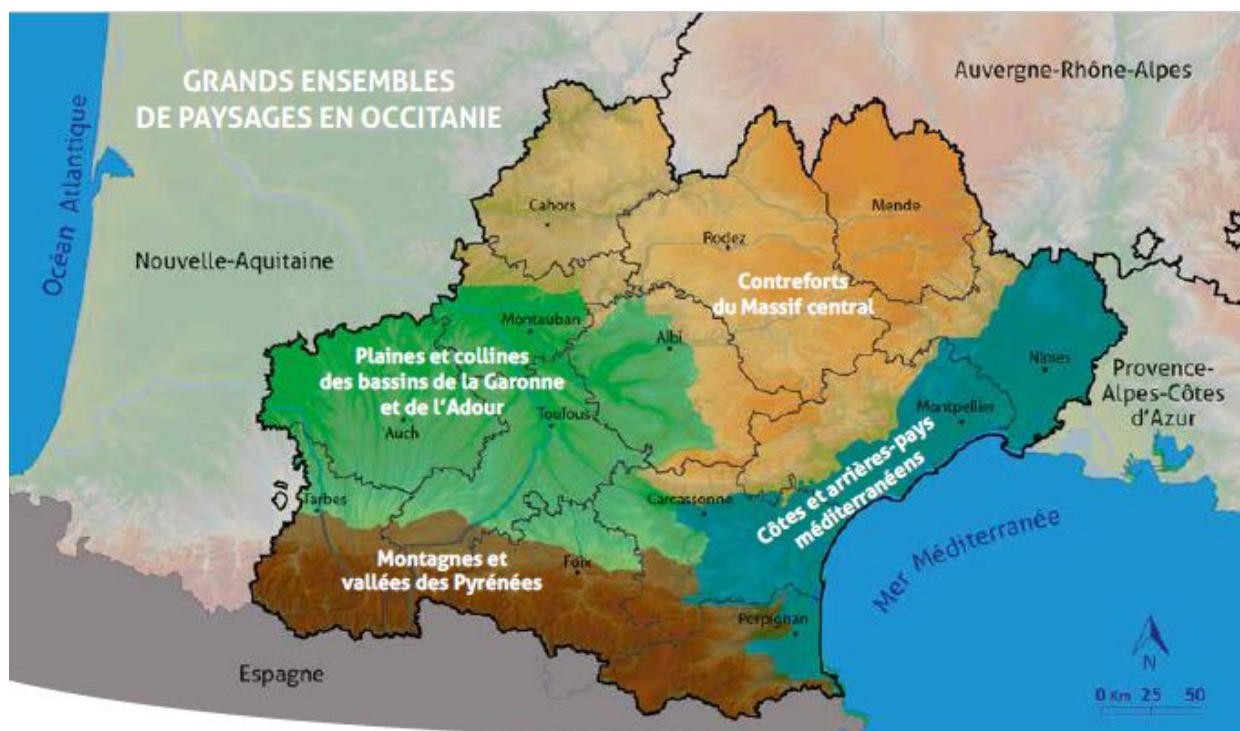 GRANDS ENSEMBLES
DE PAYSAGES EN OCCITANIE
Auvergne-Rhône-Alpes
Océan Atlantique
Nouvelle-Aquitaine
Cahors
Rodez
Mende
Contreforts
du Massif central
Montauban
Albi
Nîmes
Plaines et collines
des bassins de la Garonne
et de l'Adour
Toulous
Auch
Montpellier
Provence-
Alpes-Côtes
d'Azur
Côtes et arrières-pays
méditerranéens
Tarbes
Carcassonne
Mer Méditerranée
Montagnes et
vallées des Pyrénées
Foix
Perpignan
Espagne
N
0 Km 25 50